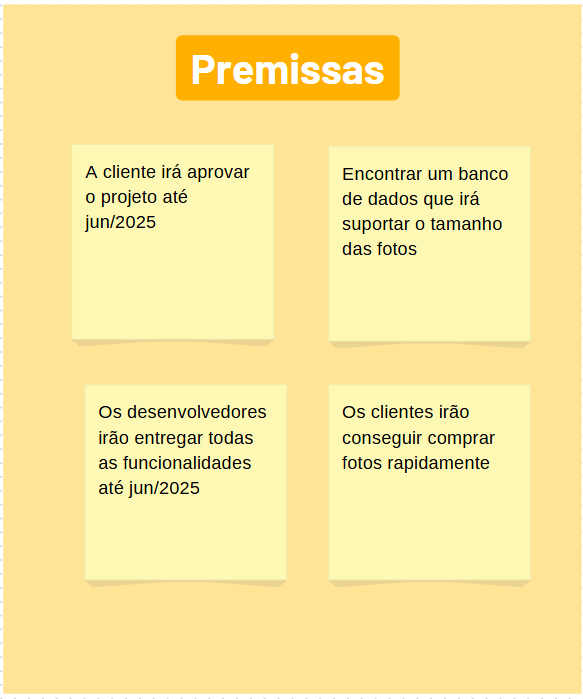 Premissas
A cliente irá aprovar
o projeto até
jun/2025
Encontrar um banco
de dados que irá
suportar o tamanho
das fotos
Os desenvolvedores
irão entregar todas
as funcionalidades
até jun/2025
Os clientes irão
conseguir comprar
fotos rapidamente